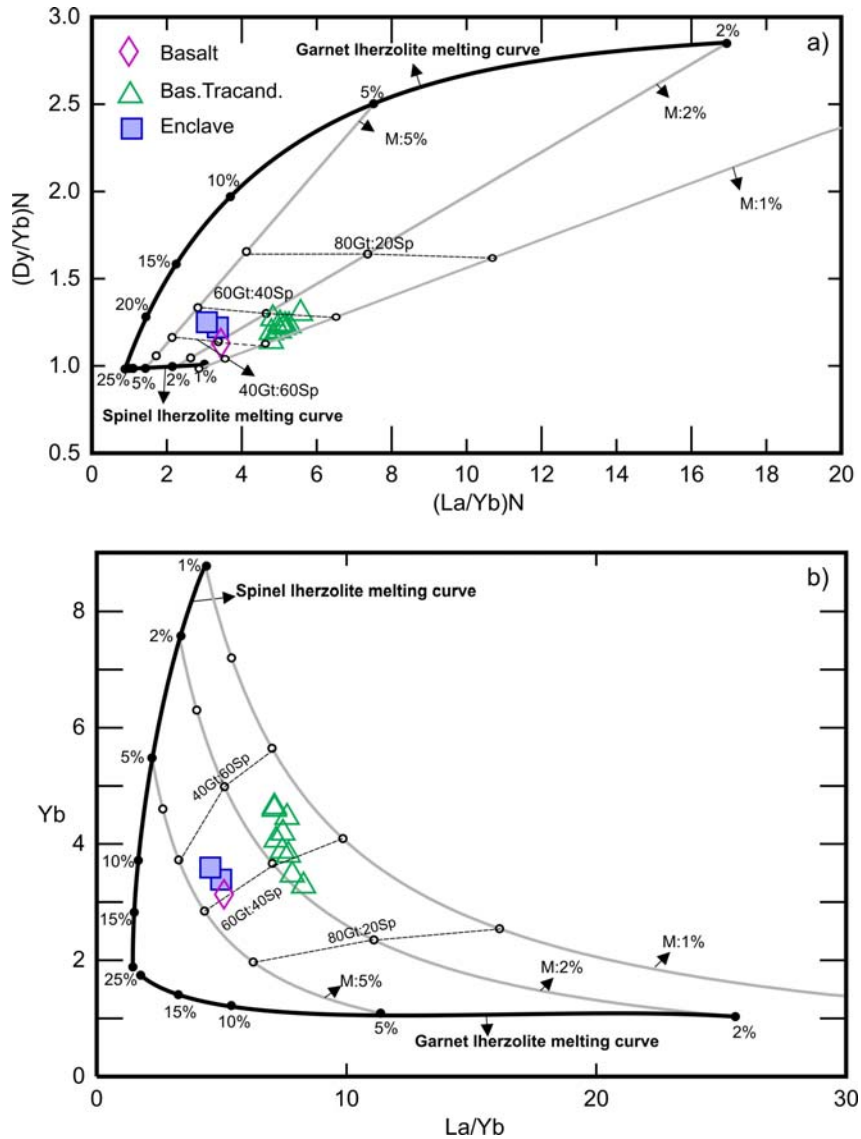 3.0
2.5
2.0
1.5
1.0
0.5
(Dy/Yb)N
Basalt
Bas.Tracand.
Enclave
Garnet lherzolite melting curve
a)
2%
5%
M:5%
M:2%
10%
M:1%
15%
80Gt:20Sp
60Gt:40Sp
20%
25%
5%
2%
1%
40Gt:60Sp
Spinel lherzolite melting curve
0
2
4
6
8
10
12
14
16
18
20
(La/Yb)N
b)
1%
Spinel lherzolite melting curve
8
2%
6
5%
40Gt:60Sp
Yb
4
10%
60Gt:40Sp
15%
80Gt:20Sp
M:1%
2
25%
M:5%
M:2%
15%
10%
5%
2%
Garnet lherzolite melting curve
0
0
10
20
30
La/Yb